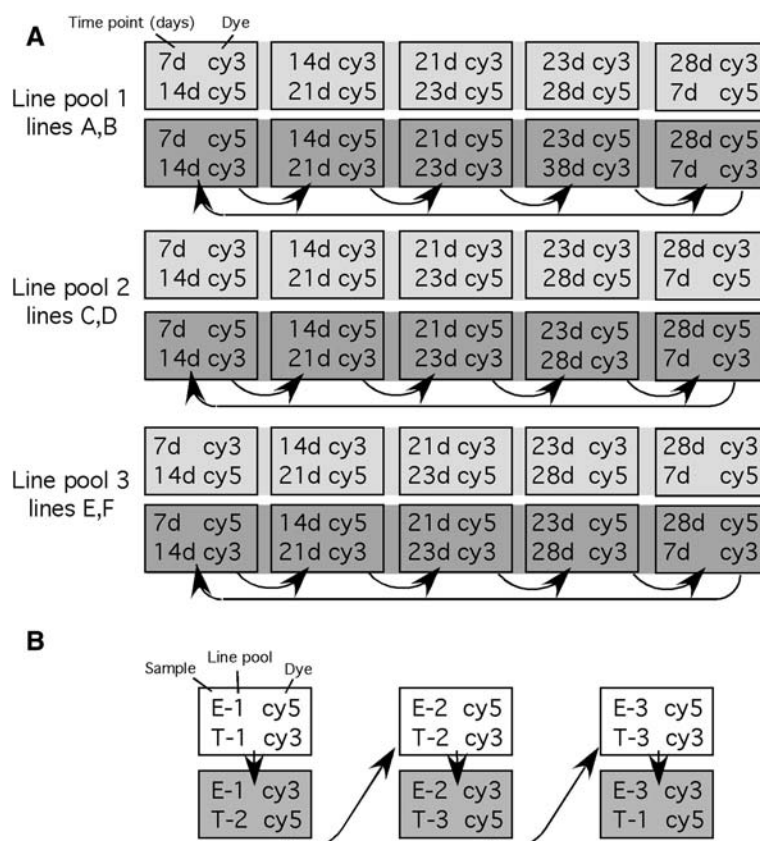 A
Time point (days) Dye
Line pool 1
lines A,B
7d cy3 14d cy3 21d cy3 23d cy3 28d cy3
14d cy5 21d cy5 23d cy5 28d cy5 7d cy5
7d cy5 14d cy5 21d cy5 23d cy5 28d cy5
14d cy3 21d cy3 23d cy3 38d cy3 7d cy3
Line pool 2
lines C,D
7d cy3 14d cy3 21d cy3 23d cy3 28d cy3
14d cy5 21d cy5 23d cy5 28d cy5 7d cy5
7d cy5 14d cy5 21d cy5 23d cy5 28d cy5
14d cy3 21d cy3 23d cy3 28d cy3 7d cy3
Line pool 3
lines E,F
7d cy3 14d cy3 21d cy3 23d cy3 28d cy3
14d cy5 21d cy5 23d cy5 28d cy5 7d cy5
7d cy5 14d cy5 21d cy5 23d cy5 28d cy5
14d cy3 21d cy3 23d cy3 28d cy3 7d cy3
B
Sample Line pool Dye
E-1 cy5 E-2 cy5 E-3 cy5
T-1 cy3 T-2 cy3 T-3 cy3
E-1 cy3 E-2 cy3 E-3 cy3
T-2 cy5 T-3 cy5 T-1 cy5